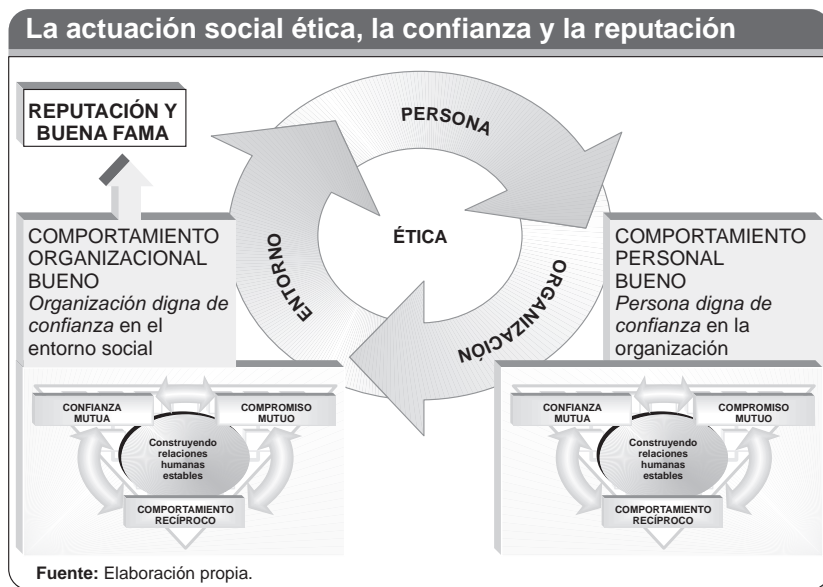 La actuación social ética, la confianza y la reputación
REPUTACIÓN Y
BUENA FAMA
PERSONA
ÉTICA
ENTORNO
ORGANIZACIÓN
COMPORTAMIENTO
ORGANIZACIONAL
BUENO
Organización digna de
confianza en el
entorno social
COMPORTAMIENTO
PERSONAL
BUENO
Persona digna de
confianza en la
organización
CONFIANZA
MUTUA
COMPROMISO
MUTUO
Construyendo
relaciones
humanas
estables
COMPORTAMIENTO
RECÍPROCO
CONFIANZA
MUTUA
COMPROMISO
MUTUO
Construyendo
relaciones
humanas
estables
COMPORTAMIENTO
RECÍPROCO
Fuente: Elaboración propia.